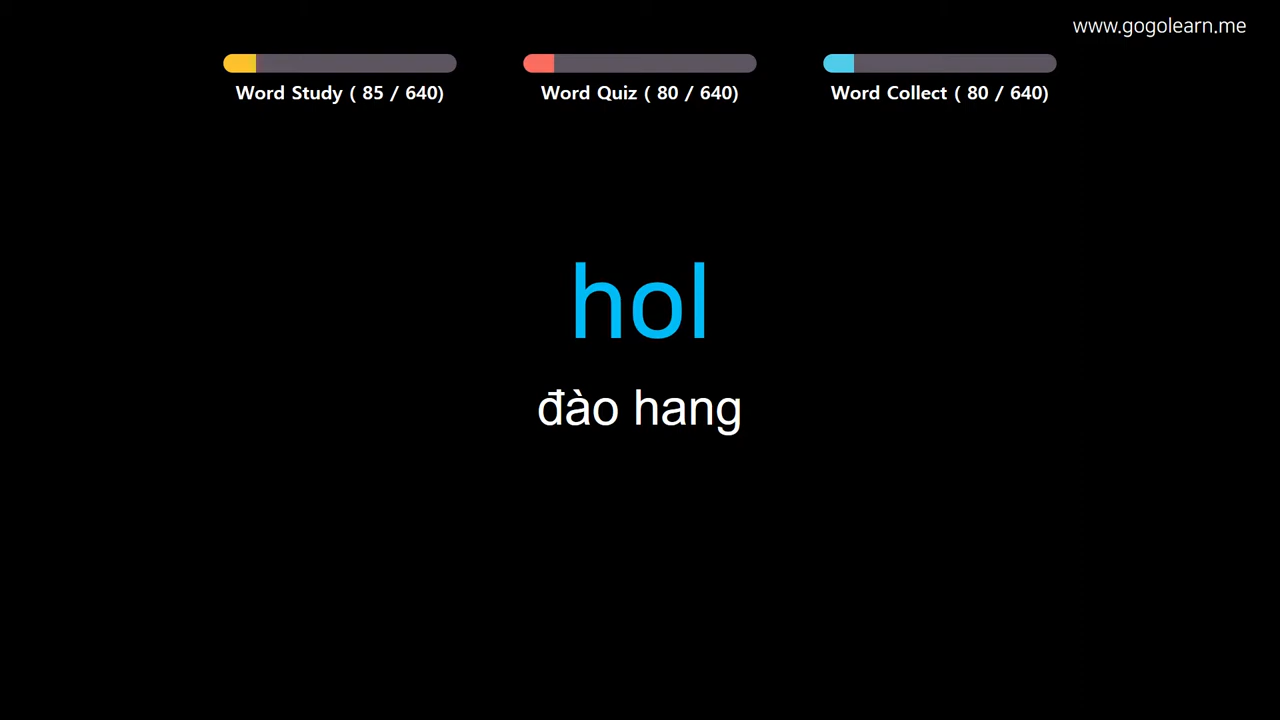 www.gogolearn.me
Word Study ( 85 / 640)
Word Quiz ( 80 / 640)
Word Collect ( 80 / 640)
hol
đào hang